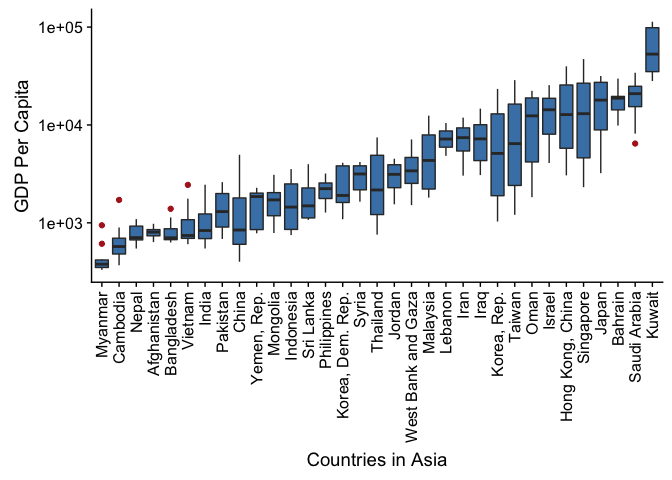 GDP Per Capita
1e+05
1e+04
1e+03
Myanmar
Cambodia
Nepal
Afghanistan
Bangladesh
Vietnam
India
Pakistan
China
Yemen, Rep.
Mongolia
Indonesia
Sri Lanka
Philippines
Korea, Dem. Rep.
Syria
Thailand
Jordan
West Bank and Gaza
Malaysia
Lebanon
Iran
Iraq
Korea, Rep.
Taiwan
Oman
Israel
Hong Kong, China
Singapore
Japan
Bahrain
Saudi Arabia
Kuwait
Countries in Asia